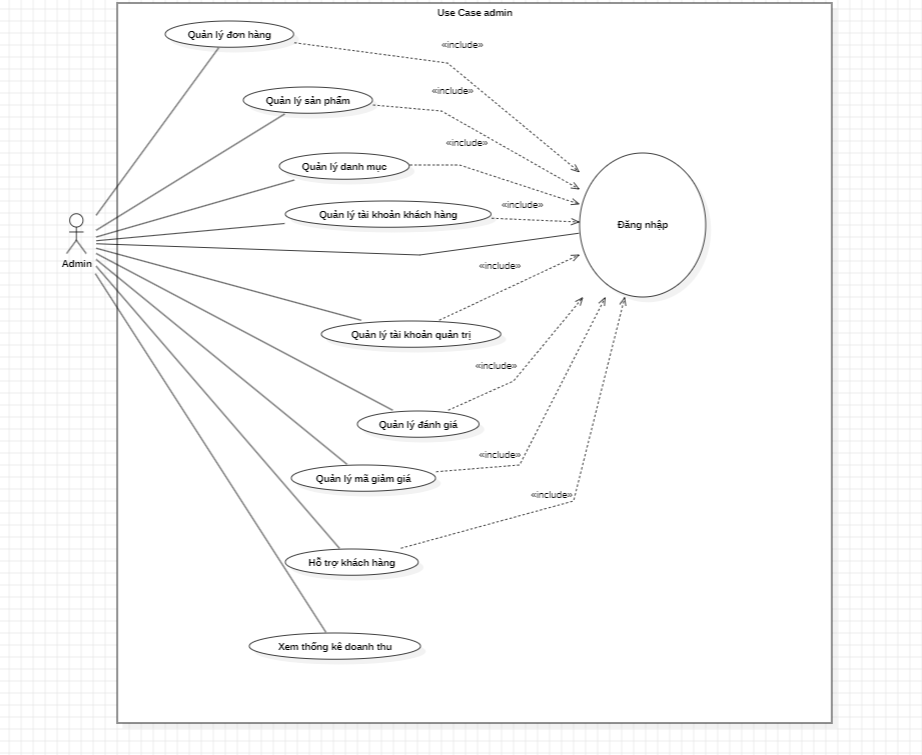 Use Case admin
Quản lý đơn hàng
«include»
Quản lý sản phẩm
«include»
«include»
Quản lý danh mục
«include»
Quản lý tài khoản khách hàng
Đăng nhập
Admin
«include»
Quản lý tài khoản quản trị
«include»
Quản lý đánh giá
«include»
Quản lý mã giảm giá
«include»
Hỗ trợ khách hàng
Xem thống kê doanh thu